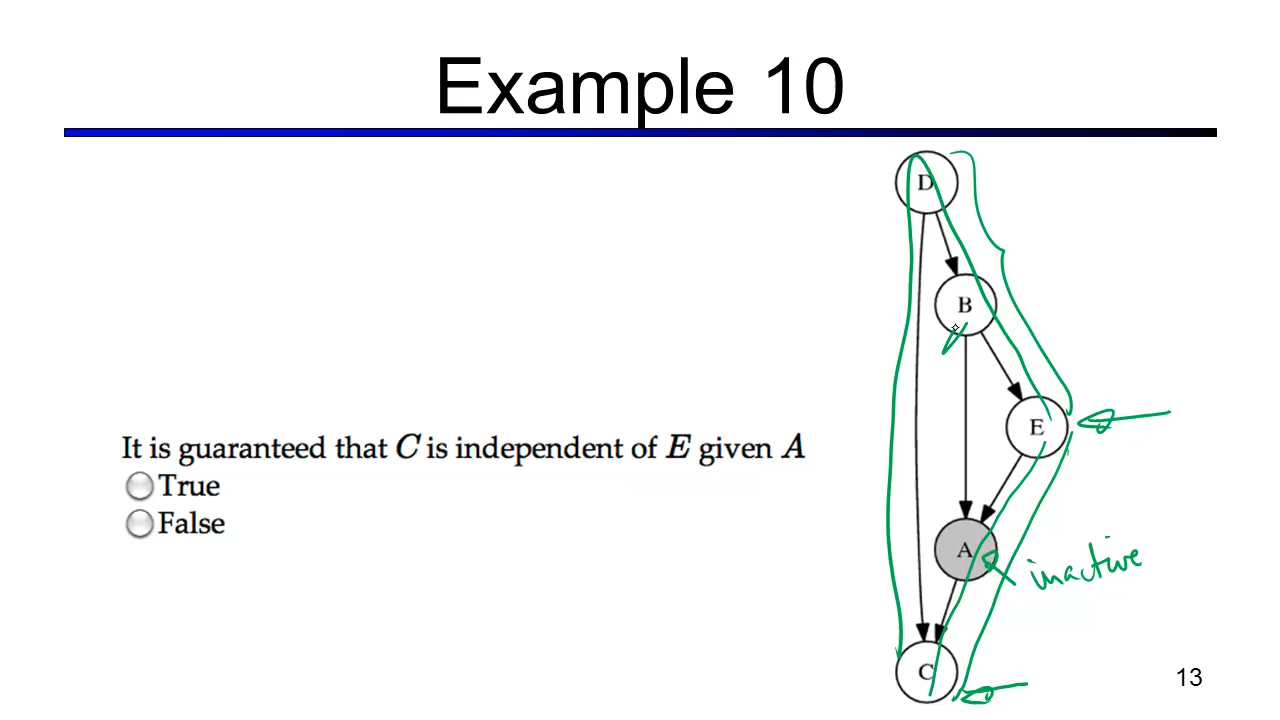 Example 10
D
B
It is guaranteed that C is independent of E given A
True
False
E
A
inactive
C
13